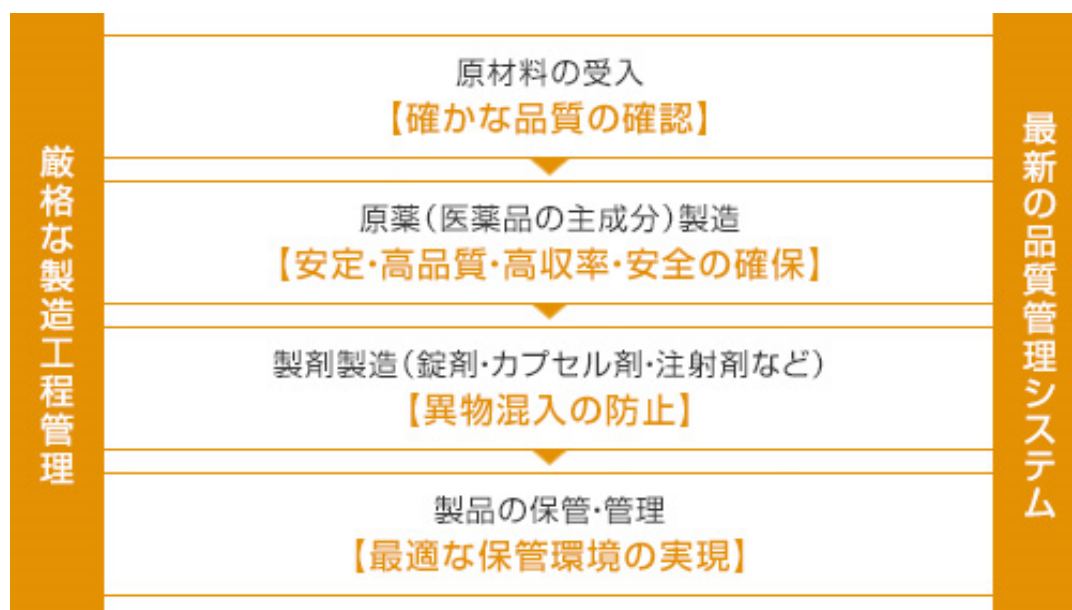 厳格な製造工程管理
原材料の受入
【確かな品質の確認】
原薬（医薬品の主成分）製造
【安定・高品質・高収率・安全の確保】
製剤製造（錠剤・カプセル剤・注射剤など）
【異物混入の防止】
製品の保管・管理
【最適な保管環境の実現】
最新の品質管理システム